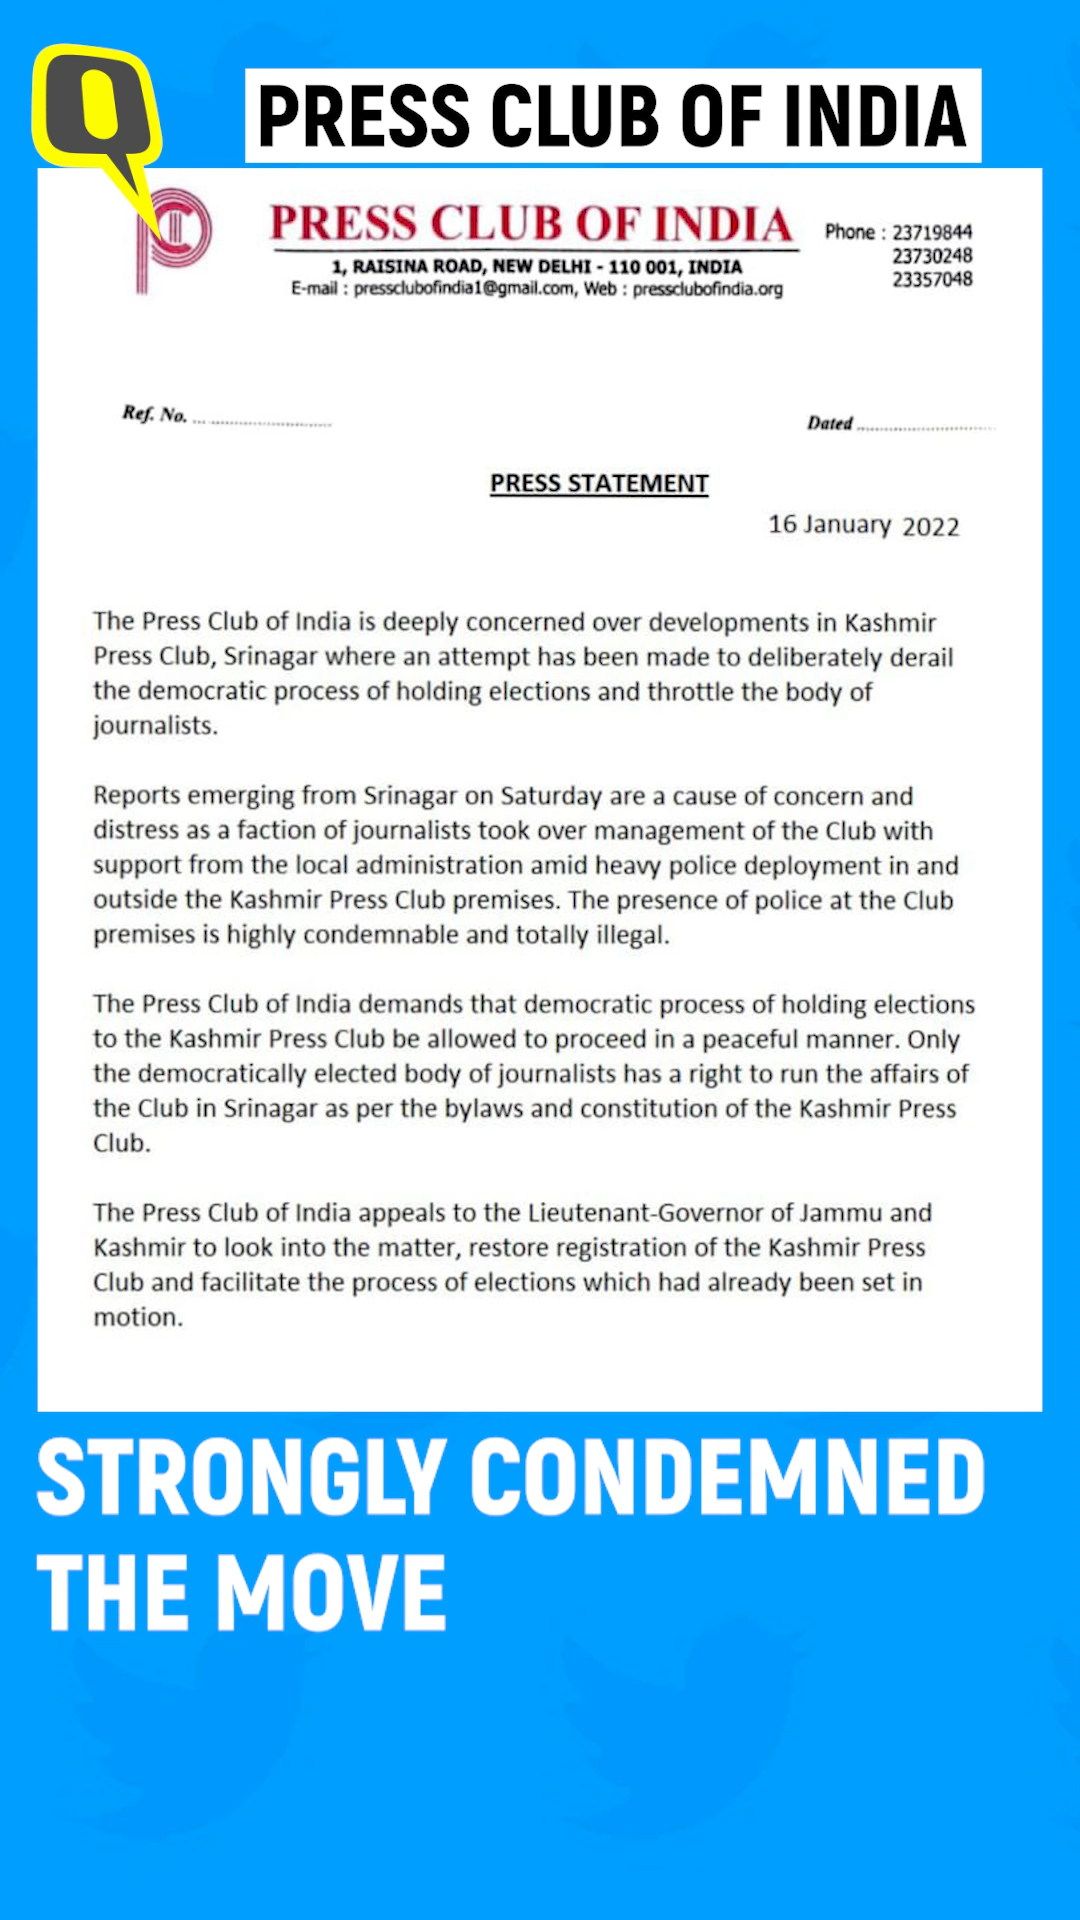 Q
PRESS CLUB OF INDIA
PRESS CLUB OF INDIA
1, RAISINA ROAD, NEW DELHI - 110 001, INDIA
E-mail : pressclubofindia1@gmail.com, Web : pressclubofindia.org
Phone : 23719844
23730248
23357048
Ref. No. ..........................
Dated ..........................
PRESS STATEMENT
16 January 2022
The Press Club of India is deeply concerned over developments in Kashmir
Press Club, Srinagar where an attempt has been made to deliberately derail
the democratic process of holding elections and throttle the body of
journalists.
Reports emerging from Srinagar on Saturday are a cause of concern and
distress as a faction of journalists took over management of the Club with
support from the local administration amid heavy police deployment in and
outside the Kashmir Press Club premises. The presence of police at the Club
premises is highly condemnable and totally illegal.
The Press Club of India demands that democratic process of holding elections
to the Kashmir Press Club be allowed to proceed in a peaceful manner. Only
the democratically elected body of journalists has a right to run the affairs of
the Club in Srinagar as per the bylaws and constitution of the Kashmir Press
Club.
The Press Club of India appeals to the Lieutenant-Governor of Jammu and
Kashmir to look into the matter, restore registration of the Kashmir Press
Club and facilitate the process of elections which had already been set in
motion.
STRONGLY CONDEMNED
THE MOVE